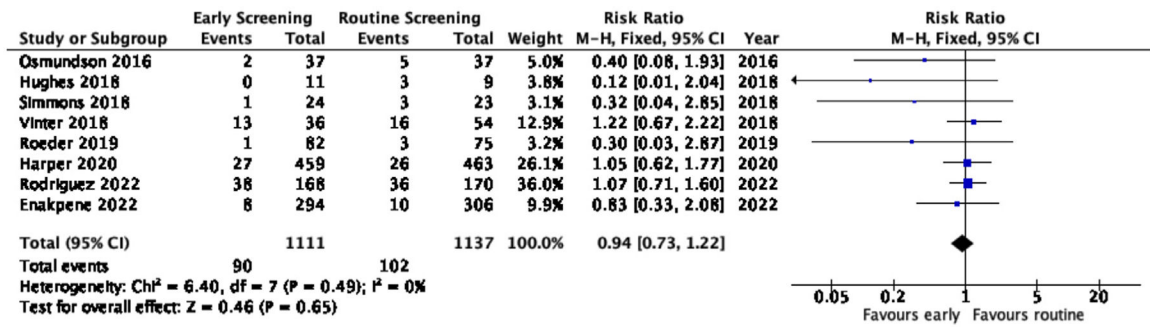 Early Screening Routine Screening Risk Ratio Risk Ratio
Study or Subgroup Events Total Events Total Weight M-H, Fixed, 95% CI Year M-H, Fixed, 95% CI
Osmundson 2016 2 37 5 37 5.0% 0.40 [0.08, 1.93] 2016
Hughes 2018 0 11 3 9 3.8% 0.12 [0.01, 2.04] 2018
Simmons 2018 1 24 3 23 3.1% 0.32 [0.04, 2.85] 2018
Vinter 2018 13 36 16 54 12.9% 1.22 [0.67, 2.22] 2018
Roeder 2019 1 82 3 75 3.2% 0.30 [0.03, 2.87] 2019
Harper 2020 27 459 26 463 26.1% 1.05 [0.62, 1.77] 2020
Rodriguez 2022 38 168 36 170 36.0% 1.07 [0.71, 1.60] 2022
Enakpene 2022 8 294 10 306 9.9% 0.83 [0.33, 2.08] 2022
Total (95% CI) 1111 1137 100.0% 0.94 [0.73, 1.22]
Total events 90 102
Heterogeneity: Chi² = 6.40, df = 7 (P = 0.49); I² = 0%
Test for overall effect: Z = 0.46 (P = 0.65)
0.05 0.2 1 5 20
Favours early Favours routine